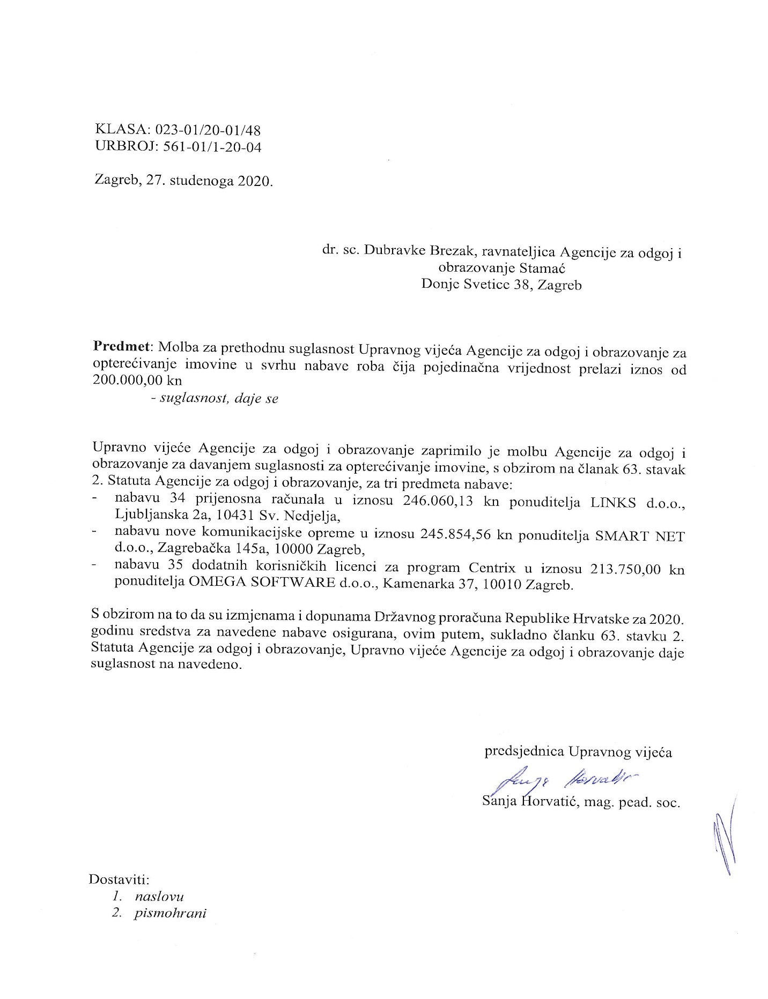 KLASA: 023-01/20-01/48
URBROJ: 561-01/1-20-04
Zagreb, 27. studenoga 2020.
dr. sc. Dubravke Brezak, ravnateljica Agencije za odgoj i
obrazovanje Stamać
Donje Svetice 38, Zagreb
Predmet: Molba za prethodnu suglasnost Upravnog vijeća Agencije za odgoj i obrazovanje za
opterećivanje imovine u svrhu nabave roba čija pojedinačna vrijednost prelazi iznos od
200.000,00 kn
- suglasnost, daje se
Upravno vijeće Agencije za odgoj i obrazovanje zaprimilo je molbu Agencije za odgoj i
obrazovanje za davanjem suglasnosti za opterećivanje imovine, s obzirom na članak 63. stavak
2. Statuta Agencije za odgoj i obrazovanje, za tri predmeta nabave:
- nabavu 34 prijenosna računala u iznosu 246.060,13 kn ponuditelja LINKS d.o.o.,
Ljubljanska 2a, 10431 Sv. Nedjelja,
- nabavu nove komunikacijske opreme u iznosu 245.854,56 kn ponuditelja SMART NET
d.o.o., Zagrebačka 145a, 10000 Zagreb,
- nabavu 35 dodatnih korisničkih licenci za program Centrix u iznosu 213.750,00 kn
ponuditelja OMEGA SOFTWARE d.o.o., Kamenarka 37, 10010 Zagreb.
S obzirom na to da su izmjenama i dopunama Državnog proračuna Republike Hrvatske za 2020.
godinu sredstva za navedene nabave osigurana, ovim putem, sukladno članku 63. stavku 2.
Statuta Agencije za odgoj i obrazovanje, Upravno vijeće Agencije za odgoj i obrazovanje daje
suglasnost na navedeno.
predsjednica Upravnog vijeća
Sanja Horvatić
Sanja Horvatić, mag. pead. soc.
Dostaviti:
1. naslovu
2. pismohrani